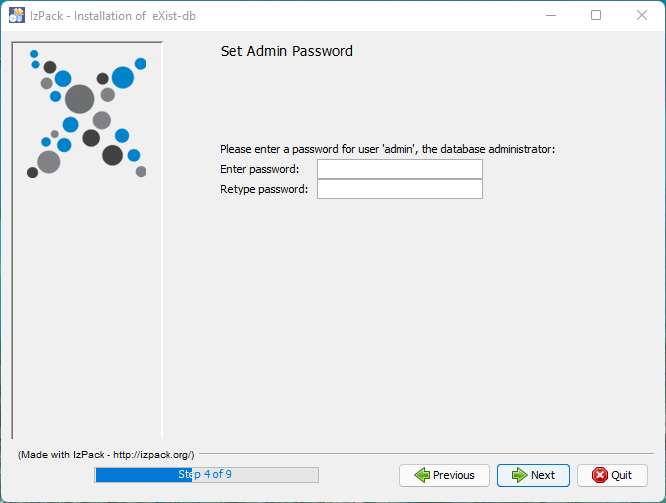 IzPack - Installation of eXist-db
Set Admin Password
Please enter a password for user 'admin', the database administrator:
Enter password:
Retype password:
(Made with IzPack - http://izpack.org/)
Step 4 of 9
Previous
Next
Quit